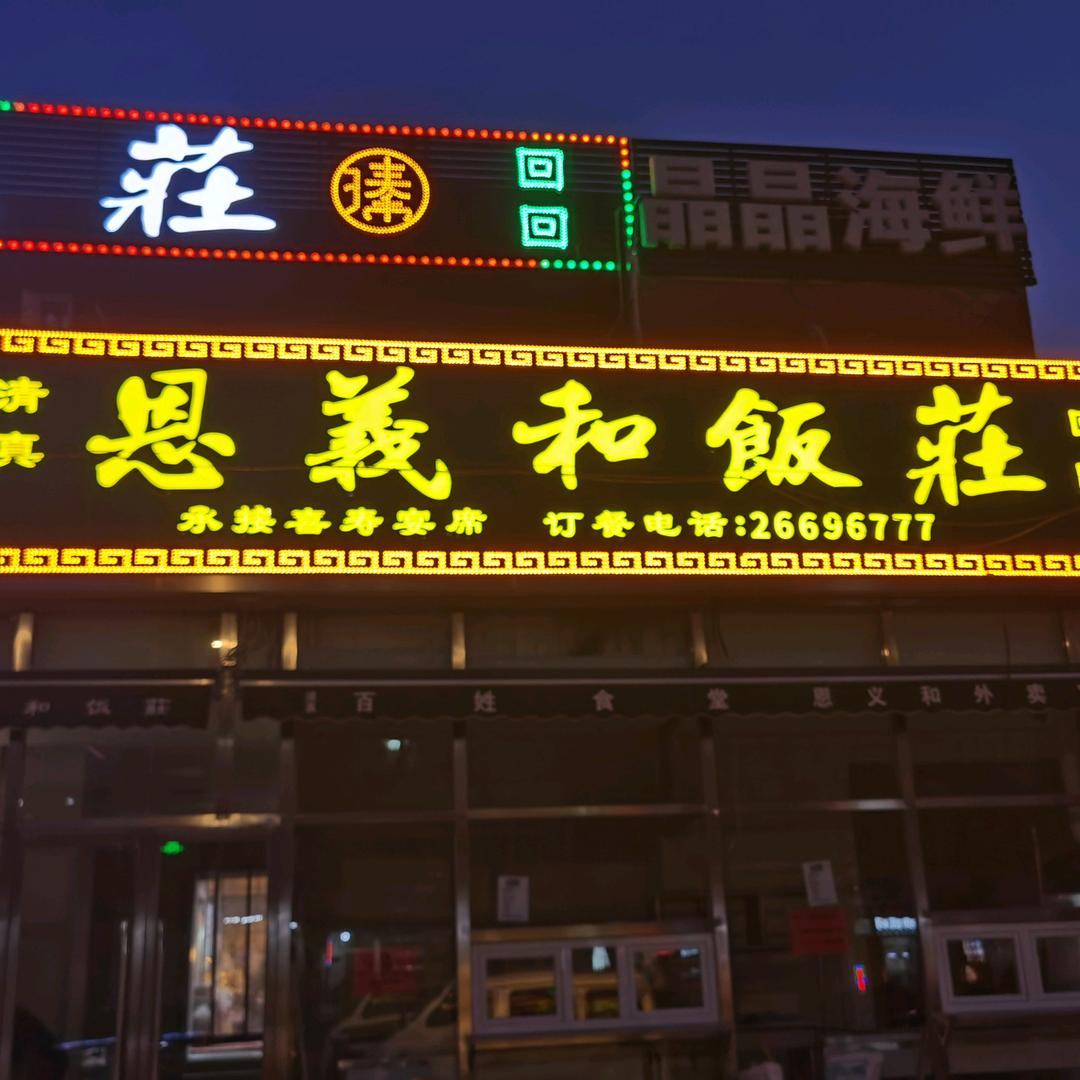 莊 臻 回回
晶晶海鲜
清真 恩義和飯莊
承接喜寿宴席 订餐电话:26696777
和饭莊 百姓食堂 恩义和外卖